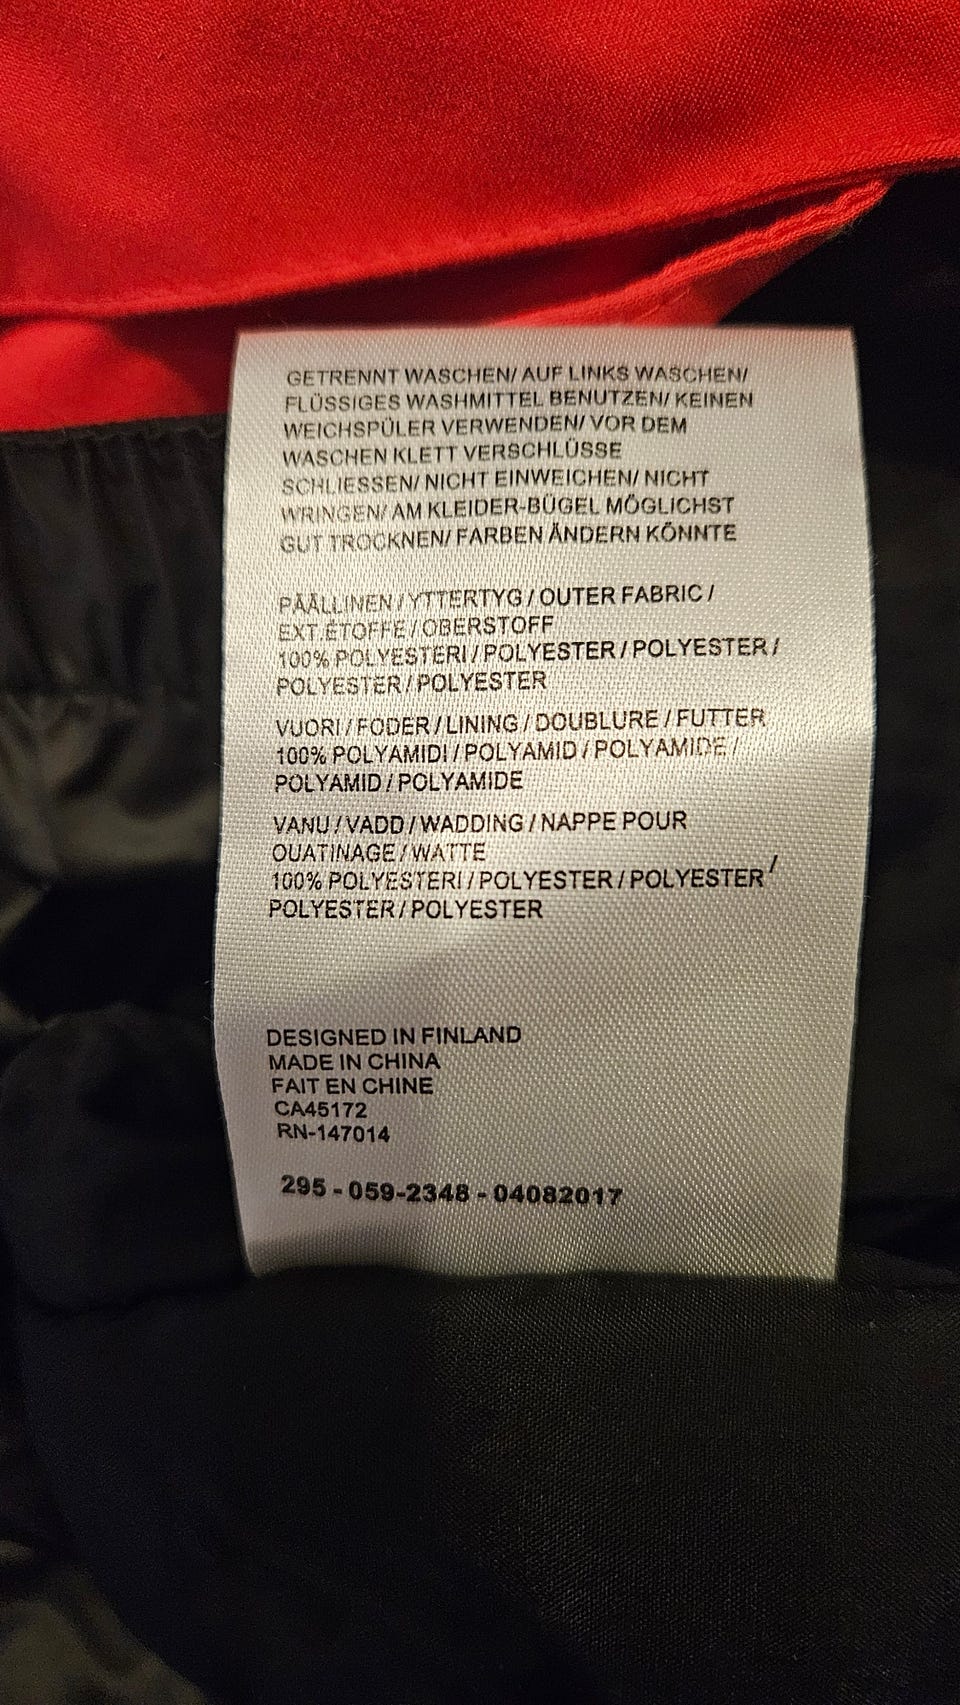 GETRENNT WASCHEN/ AUF LINKS WASCHEN/
FLÜSSIGES WASHMITTEL BENUTZEN/ KEINEN
WEICHSPÜLER VERWENDEN/ VOR DEM
WASCHEN KLETT VERSCHLÜSSE
SCHLIESSEN/ NICHT EINWEICHEN/ NICHT
WRINGEN/ AM KLEIDER-BÜGEL MÖGLICHST
GUT TROCKNEN/ FARBEN ÄNDERN KÖNNTE
PÄÄLLINEN / YTTERTYG / OUTER FABRIC /
EXT.ÉTOFFE / OBERSTOFF
100% POLYESTERI / POLYESTER / POLYESTER /
POLYESTER / POLYESTER
VUORI / FODER / LINING / DOUBLURE / FUTTER
100% POLYAMIDI / POLYAMID / POLYAMIDE /
POLYAMID / POLYAMIDE
VANU / VADD / WADDING / NAPPE POUR
OUATINAGE / WATTE
100% POLYESTERI / POLYESTER / POLYESTER /
POLYESTER / POLYESTER
DESIGNED IN FINLAND
MADE IN CHINA
FAIT EN CHINE
CA45172
RN-147014
295 - 059-2348 - 04082017